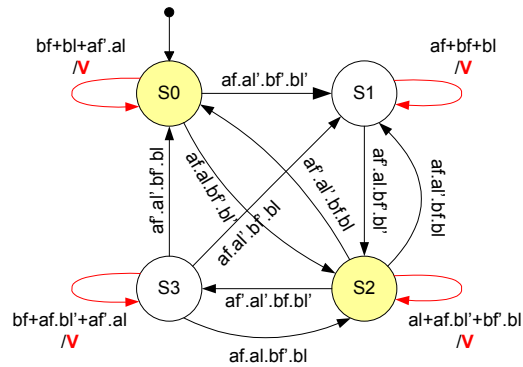 bf+bl+af'.al
/V
af+bf+bl
/V
S0
af.al'.bf'.bl'
S1
af'.al'.bf'.bl
af.al.bf'.bl'
af.al'.bf'.bl
af'.al'.bf.bl
af'.al.bf'.bl'
af.al'.bf.bl
S3
af'.al'.bf.bl'
S2
bf+af.bl'+af'.al
/V
af.al.bf'.bl
al+af.bl'+bf'.bl
/V